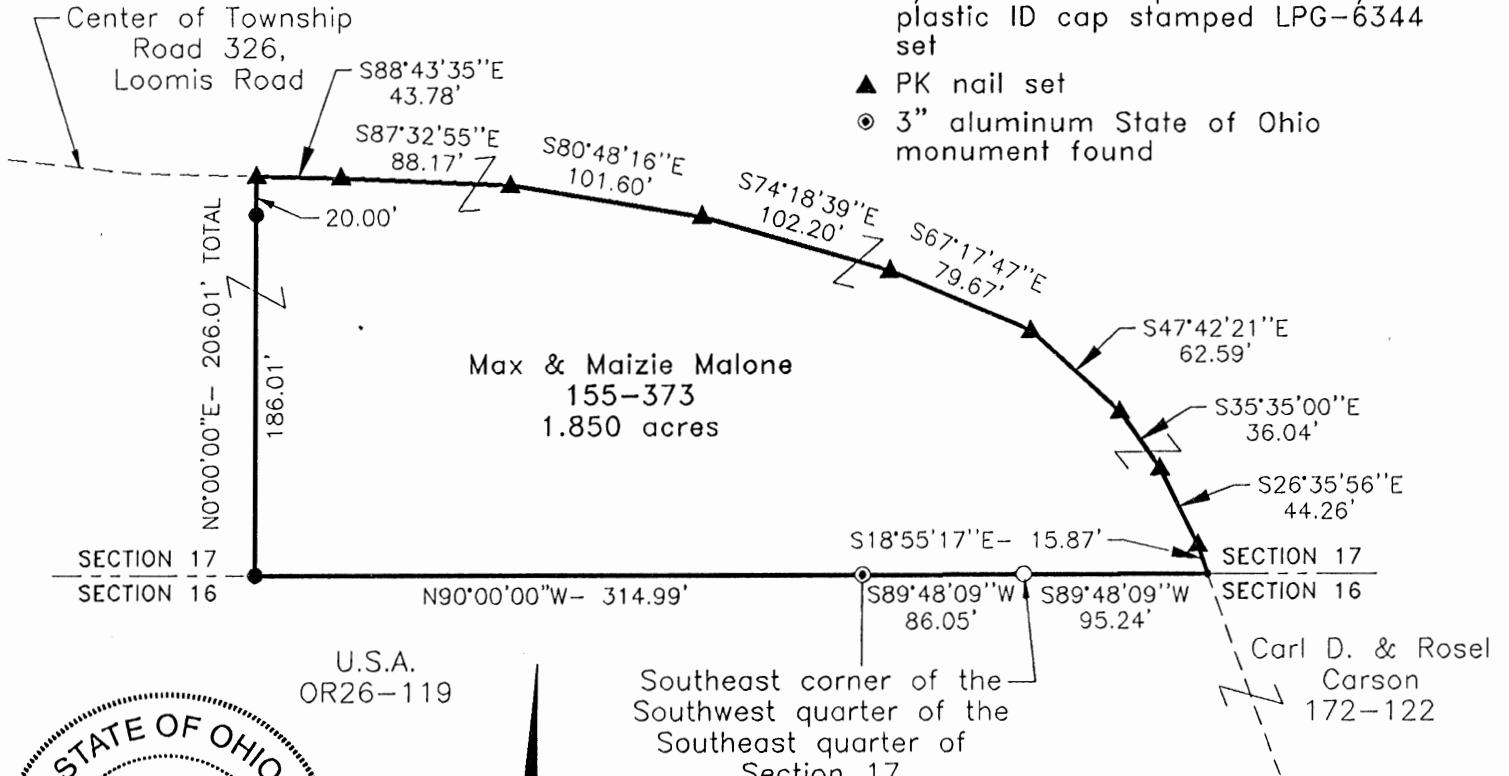 Center of Township
Road 326,
Loomis Road
plastic ID cap stamped LPG-6344
set
▲ PK nail set
3" aluminum State of Ohio
monument found
S88°43'35"E
43.78'
S87°32'55"E
88.17'
S80°48'16"E
101.60'
S74°18'39"E
102.20'
S67°17'47"E
79.67'
S47°42'21"E
62.59'
S35°35'00"E
36.04'
S26°35'56"E
44.26'
S18°55'17"E- 15.87'
20.00'
N0°00'00"E- 206.01' TOTAL
186.01'
Max & Maizie Malone
155-373
1.850 acres
SECTION 17
SECTION 16
N90°00'00"W- 314.99'
S89°48'09"W
86.05'
S89°48'09"W
95.24'
SECTION 17
SECTION 16
U.S.A.
OR26-119
Southeast corner of the
Southwest quarter of the
Southeast quarter of
Section 17
Carl D. & Rosel
Carson
172-122
STATE OF OHIO